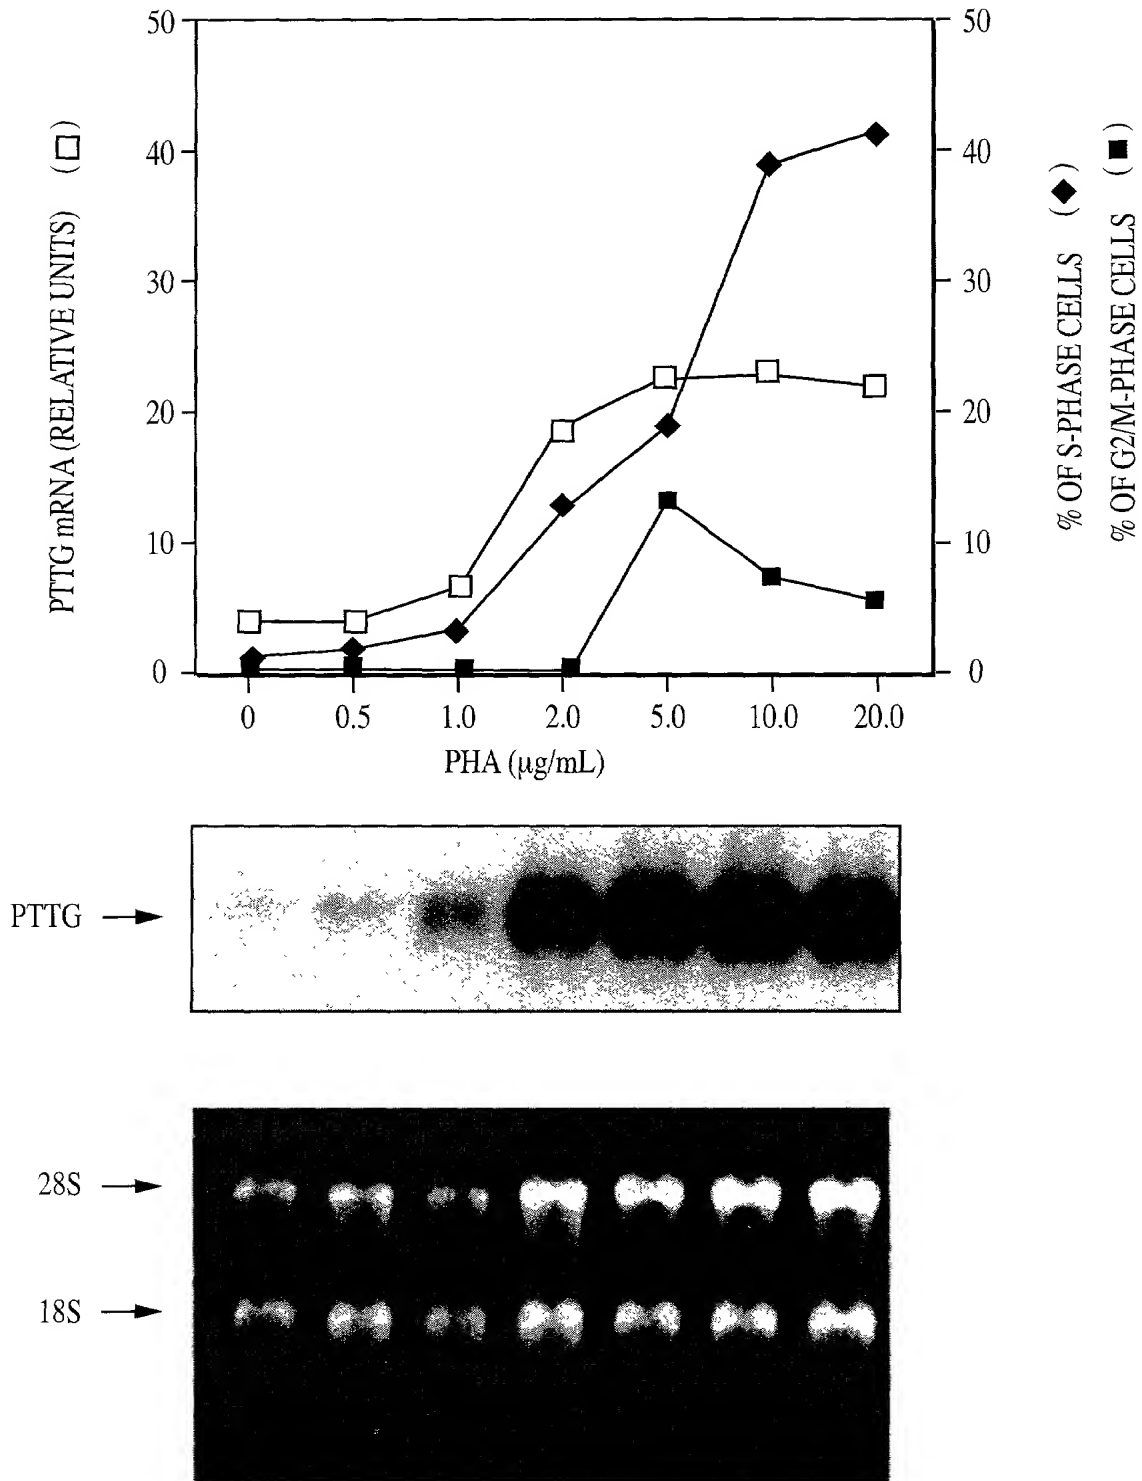 50
40
30
20
10
0
PTTG mRNA (RELATIVE UNITS) (□)
50
40
30
20
10
0
% OF S-PHASE CELLS (◆)
% OF G2/M-PHASE CELLS (■)
0 0.5 1.0 2.0 5.0 10.0 20.0
PHA (µg/mL)
PTTG
28S
18S